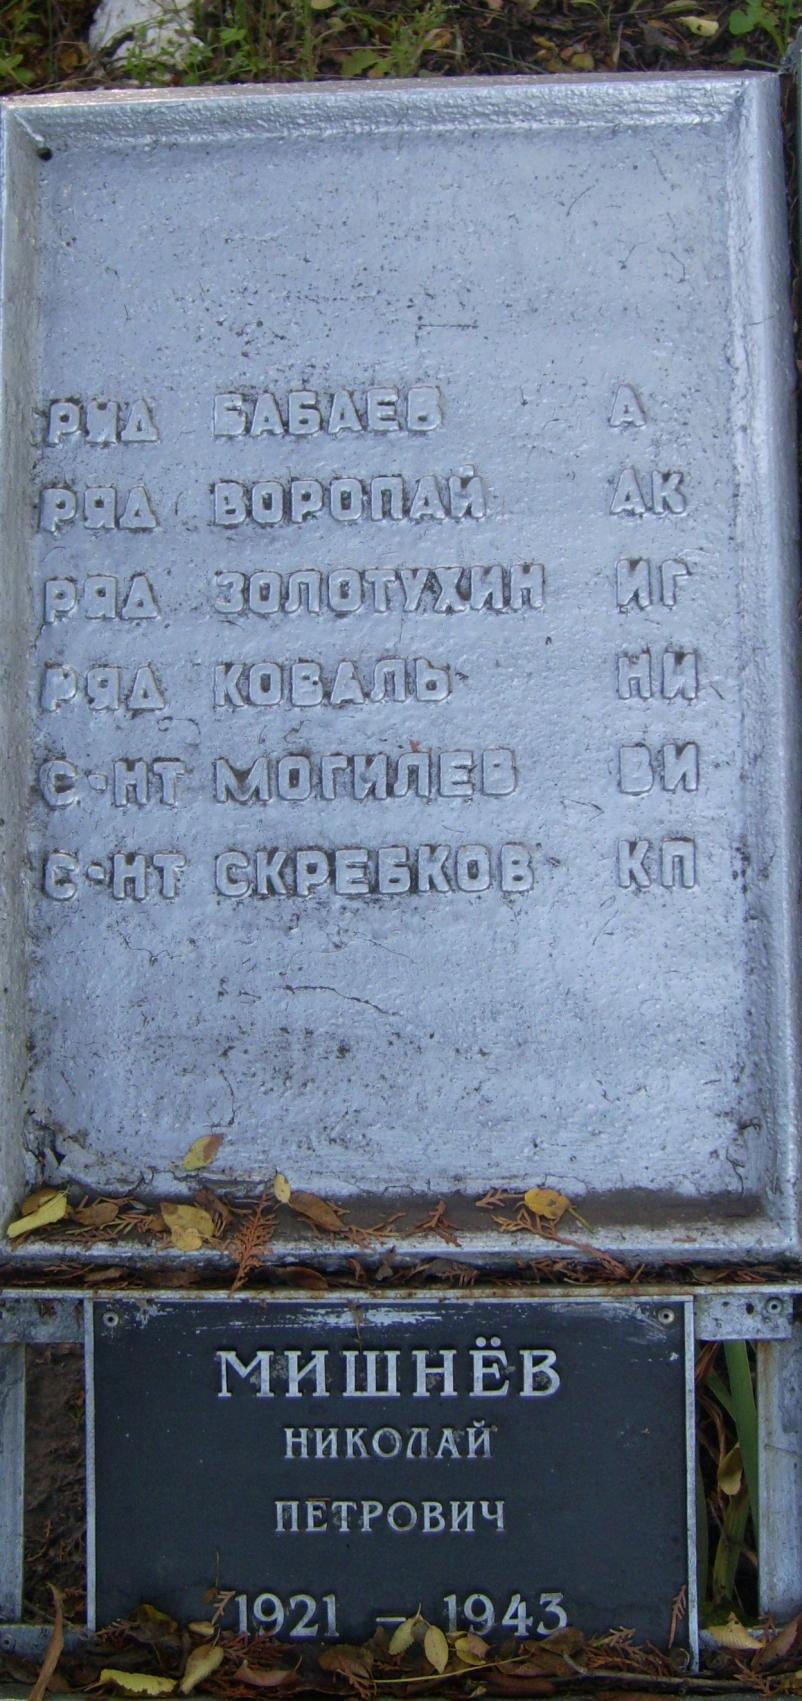 РЯД БАБАЕВ А
РЯД ВОРОПАЙ АК
РЯД ЗОЛОТУХИН ИГ
РЯД КОВАЛЬ НИ
С-НТ МОГИЛЕВ ВИ
С-НТ СКРЕБКОВ КП
МИШНЁВ
НИКОЛАЙ
ПЕТРОВИЧ
1921 – 1943